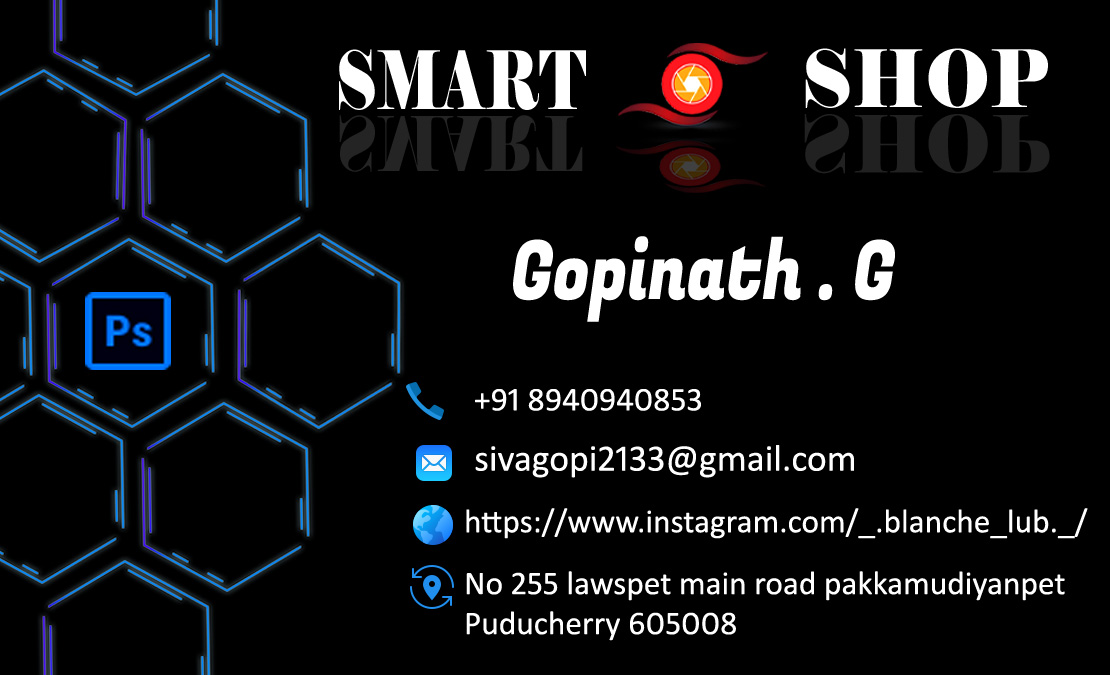 SMART SHOP
Gopinath . G
Ps
+91 8940940853
sivagopi2133@gmail.com
https://www.instagram.com/_.blanche_lub._/
No 255 lawspet main road pakkamudiyanpet
Puducherry 605008